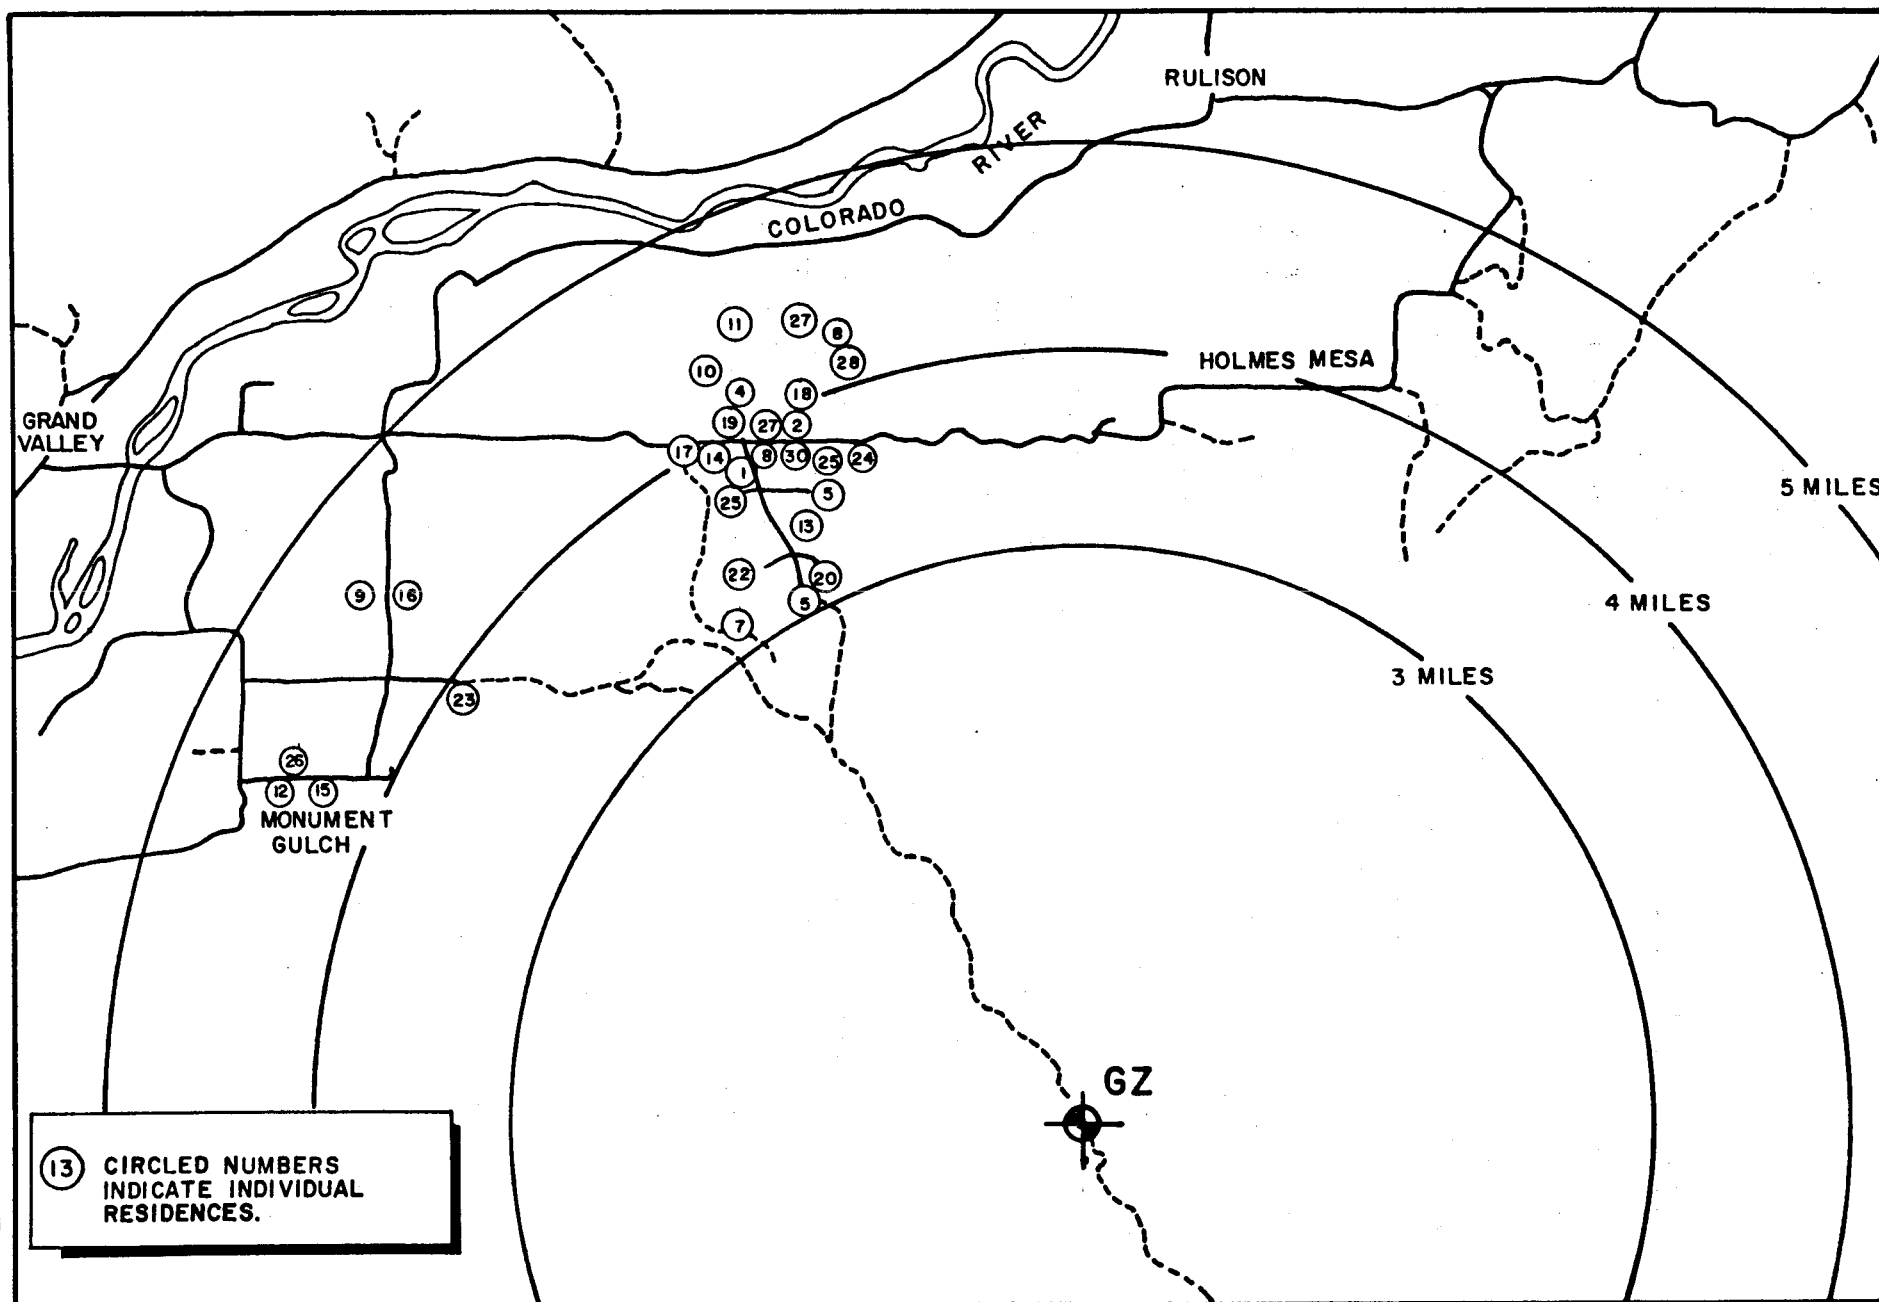 RULISON
RIVER
COLORADO
11
27
8
28
10
HOLMES MESA
4
18
19
27
2
GRAND
VALLEY
17
14
8
30
25
24
1
25
5
5 MILES
13
22
20
9
16
5
4 MILES
7
3 MILES
23
26
12
15
MONUMENT
GULCH
GZ
13
CIRCLED NUMBERS
INDICATE INDIVIDUAL
RESIDENCES.